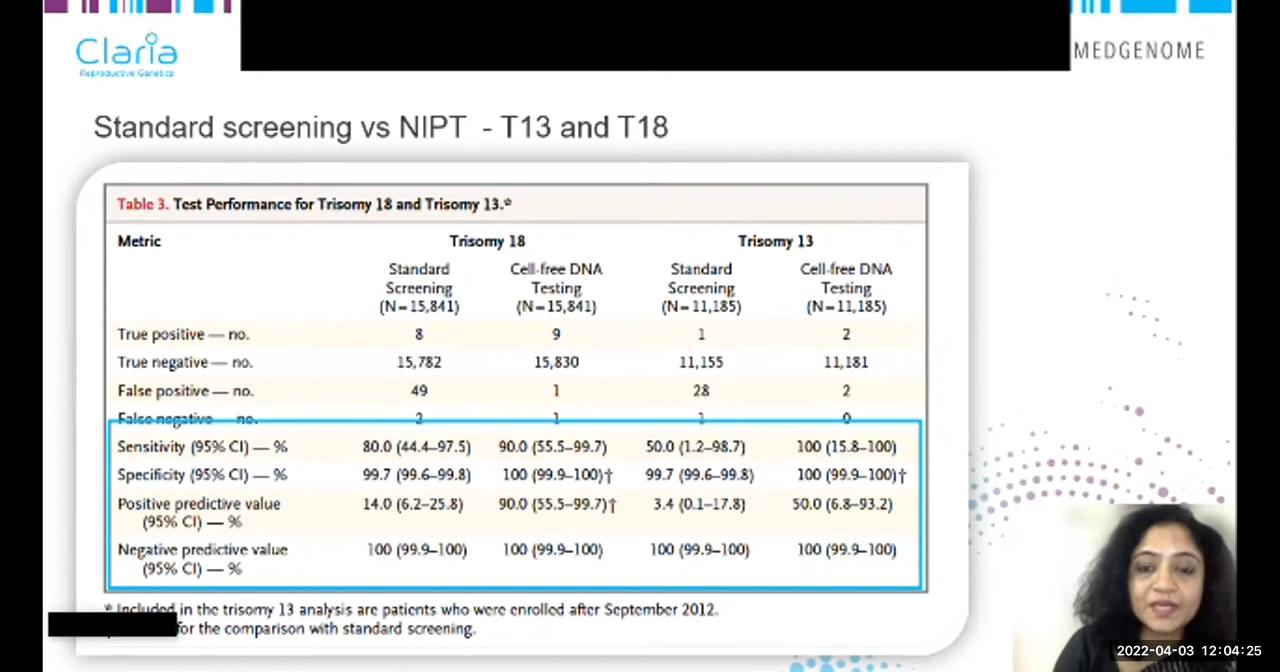 Claria
Reproductive Genetics
MEDGENOME
Standard screening vs NIPT - T13 and T18
Table 3. Test Performance for Trisomy 18 and Trisomy 13.*
Metric Trisomy 18 Trisomy 13
Standard Screening (N=15,841) Cell-free DNA Testing (N=15,841) Standard Screening (N=11,185) Cell-free DNA Testing (N=11,185)
True positive — no. 8 9 1 2
True negative — no. 15,782 15,830 11,155 11,181
False positive — no. 49 1 28 2
False negative — no. 2 1 1 0
Sensitivity (95% CI) — % 80.0 (44.4–97.5) 90.0 (55.5–99.7) 50.0 (1.2–98.7) 100 (15.8–100)
Specificity (95% CI) — % 99.7 (99.6–99.8) 100 (99.9–100)† 99.7 (99.6–99.8) 100 (99.9–100)†
Positive predictive value (95% CI) — % 14.0 (6.2–25.8) 90.0 (55.5–99.7)† 3.4 (0.1–17.8) 50.0 (6.8–93.2)
Negative predictive value (95% CI) — % 100 (99.9–100) 100 (99.9–100) 100 (99.9–100) 100 (99.9–100)
* Included in the trisomy 13 analysis are patients who were enrolled after September 2012.
for the comparison with standard screening.
2022-04-03 12:04:25